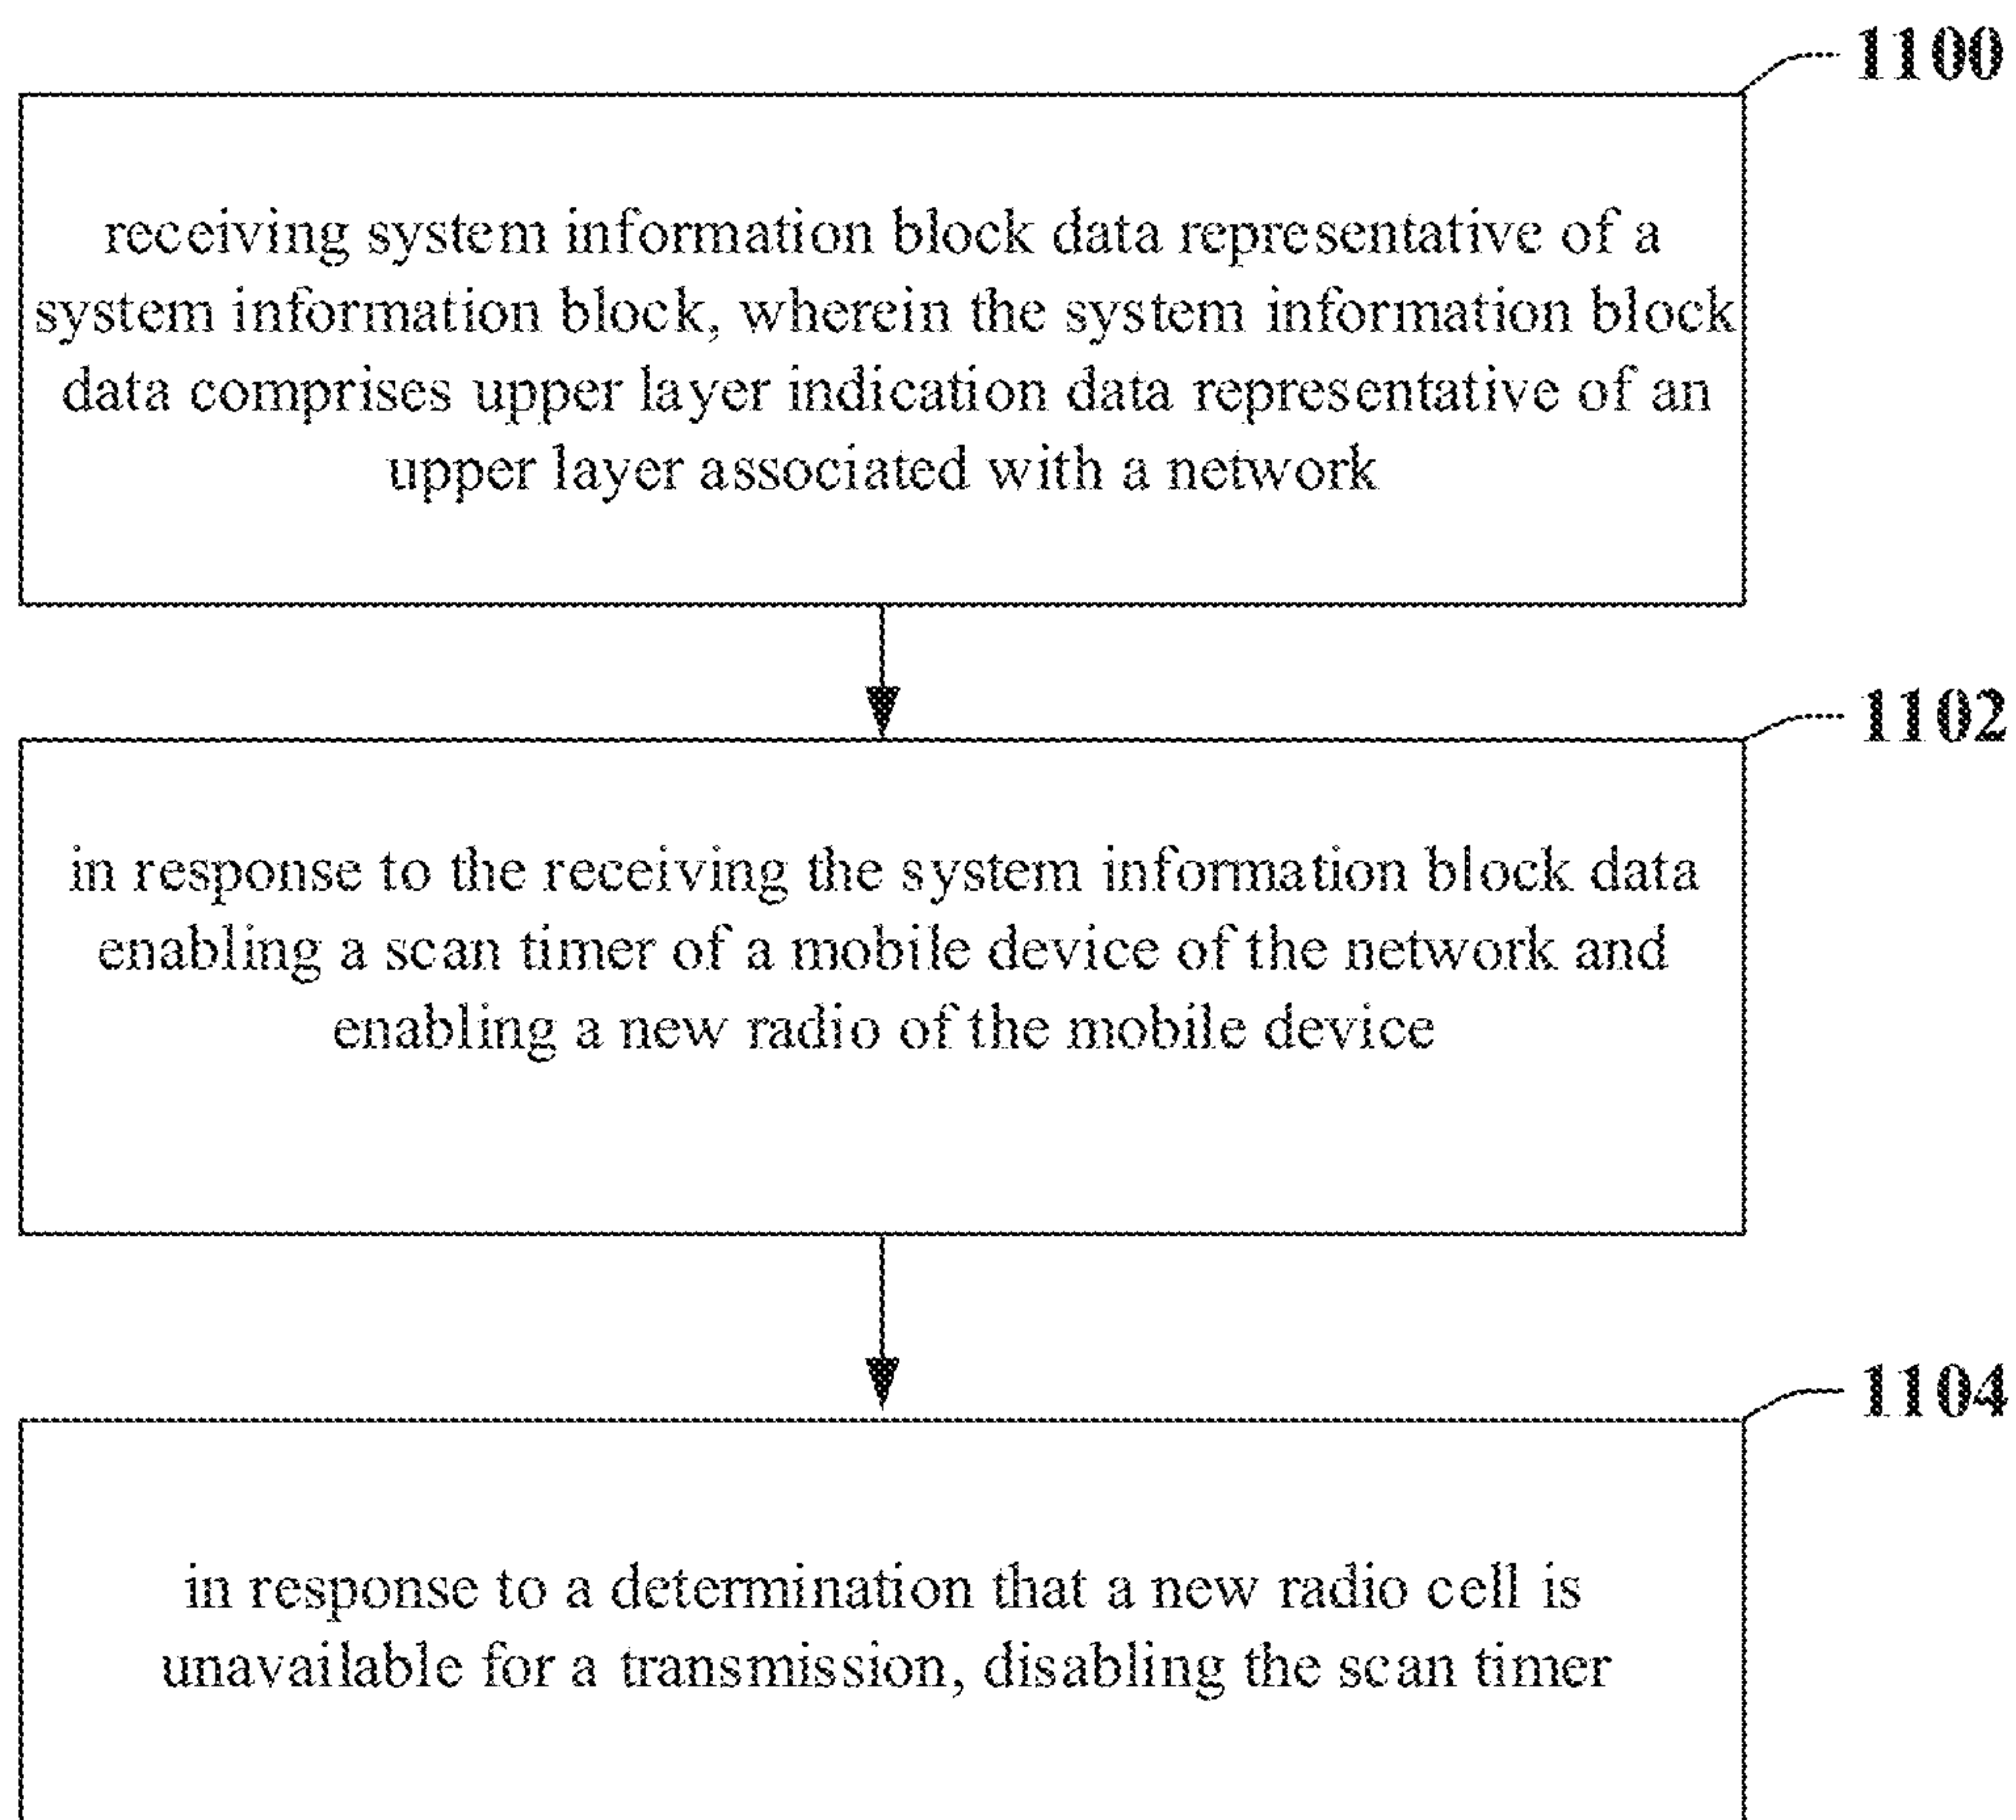 1100
receiving system information block data representative of a
system information block, wherein the system information block
data comprises upper layer indication data representative of an
upper layer associated with a network
1102
in response to the receiving the system information block data
enabling a scan timer of a mobile device of the network and
enabling a new radio of the mobile device
1104
in response to a determination that a new radio cell is
unavailable for a transmission, disabling the scan timer